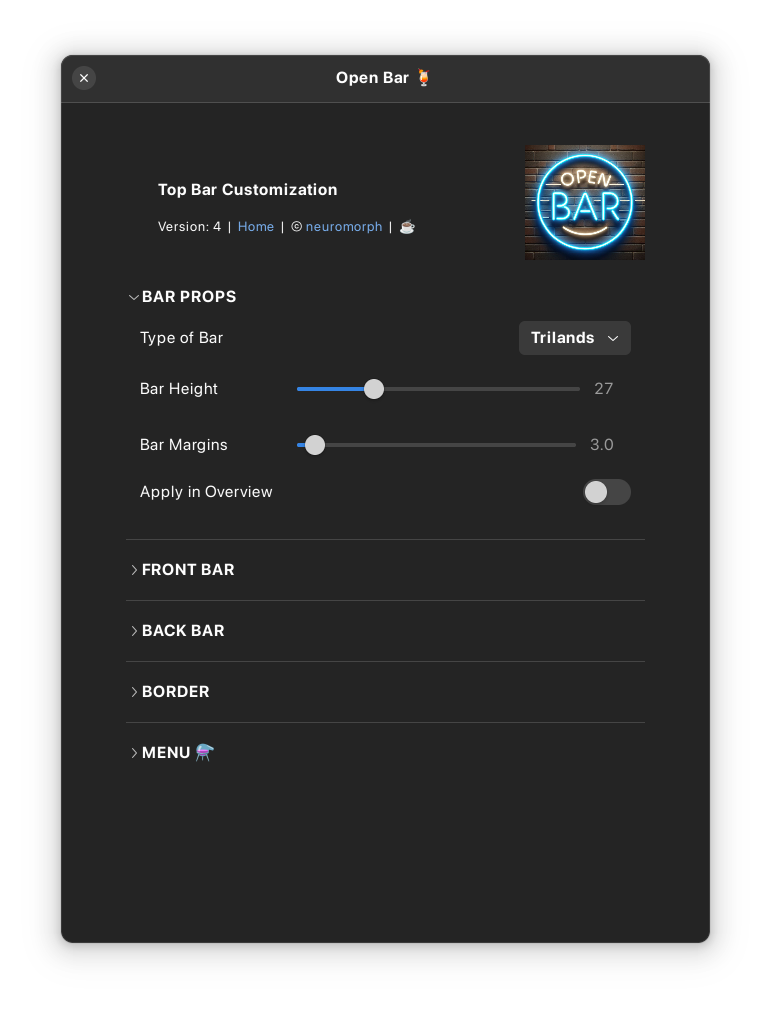 Open Bar 🍹
Top Bar Customization
Version: 4 | Home | © neuromorph | ☕
OPEN
BAR
BAR PROPS
Type of Bar Trilands
Bar Height 27
Bar Margins 3.0
Apply in Overview
FRONT BAR
BACK BAR
BORDER
MENU ⚗️